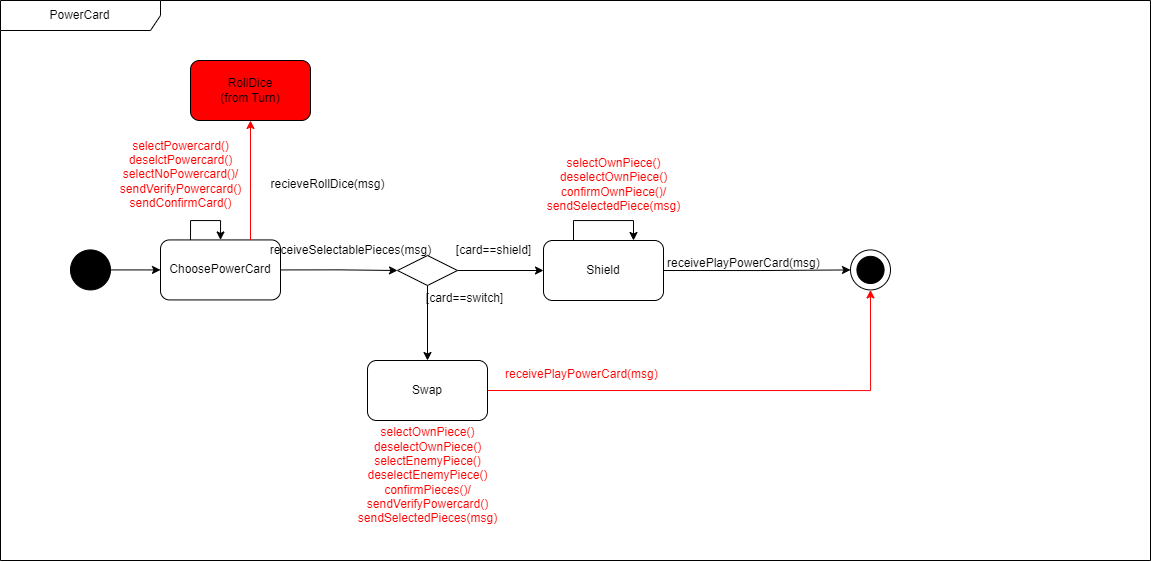 PowerCard
RollDice
(from Turn)
selectPowercard()
deselctPowercard()
selectNoPowercard()/
sendVerifyPowercard()
sendConfirmCard()
recieveRollDice(msg)
selectOwnPiece()
deselectOwnPiece()
confirmOwnPiece()/
sendSelectedPiece(msg)
ChoosePowerCard
receiveSelectablePieces(msg)
[card==shield]
Shield
receivePlayPowerCard(msg)
[card==switch]
Swap
receivePlayPowerCard(msg)
selectOwnPiece()
deselectOwnPiece()
selectEnemyPiece()
deselectEnemyPiece()
confirmPieces()/
sendVerifyPowercard()
sendSelectedPieces(msg)